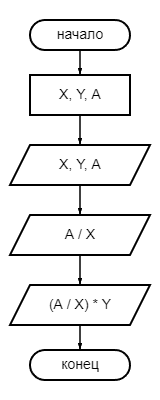 начало
X, Y, A
X, Y, A
A / X
(A / X) * Y
конец